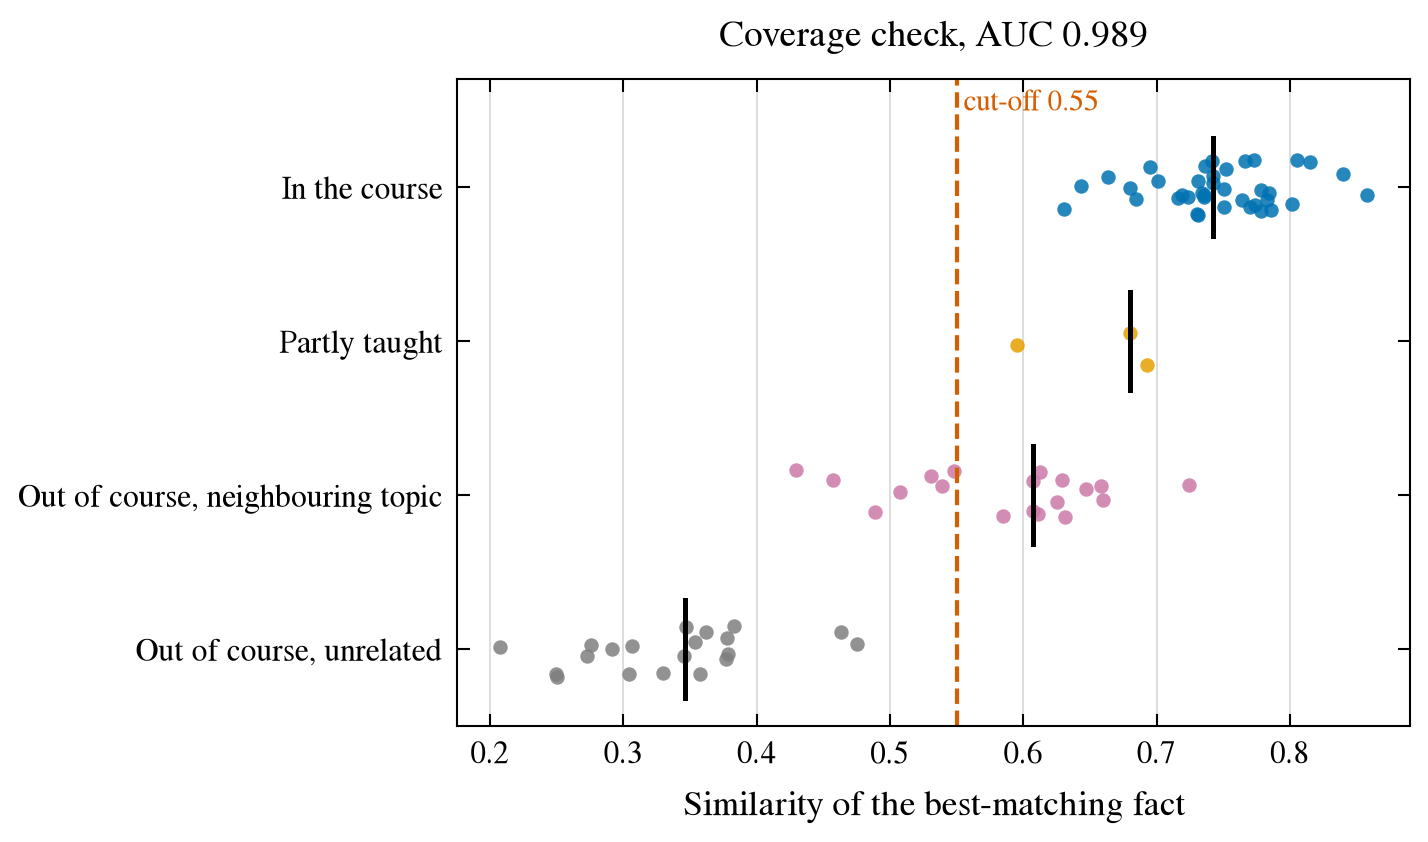 Coverage check, AUC 0.989
cut-off 0.55
In the course
Partly taught
Out of course, neighbouring topic
Out of course, unrelated
0.2 0.3 0.4 0.5 0.6 0.7 0.8
Similarity of the best-matching fact